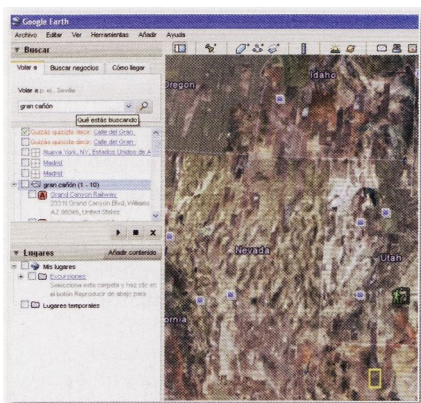 Google Earth
Archivo Editar Ver Herramientas Añadir Ayuda
Buscar
Volar a Buscar negocios Cómo llegar
Volar a p. ej., Sevilla
gran cañón
Qué estás buscando
Quizás quisiste decir: Calle del Gran
Quizás quisiste decir: Calle del Gran
Nueva York, NY, Estados Unidos de A
Madrid
Madrid
gran cañón (1 - 10)
A Grand Canyon Railway
233 N Grand Canyon Blvd, Williams
AZ 86046, United States
Lugares Añadir contenido
Mis lugares
Excursiones
Selecciona esta carpeta y haz clic en
el botón Reproducir de abajo para
Lugares temporales
Oregon
Idaho
Nevada
Utah
ornia